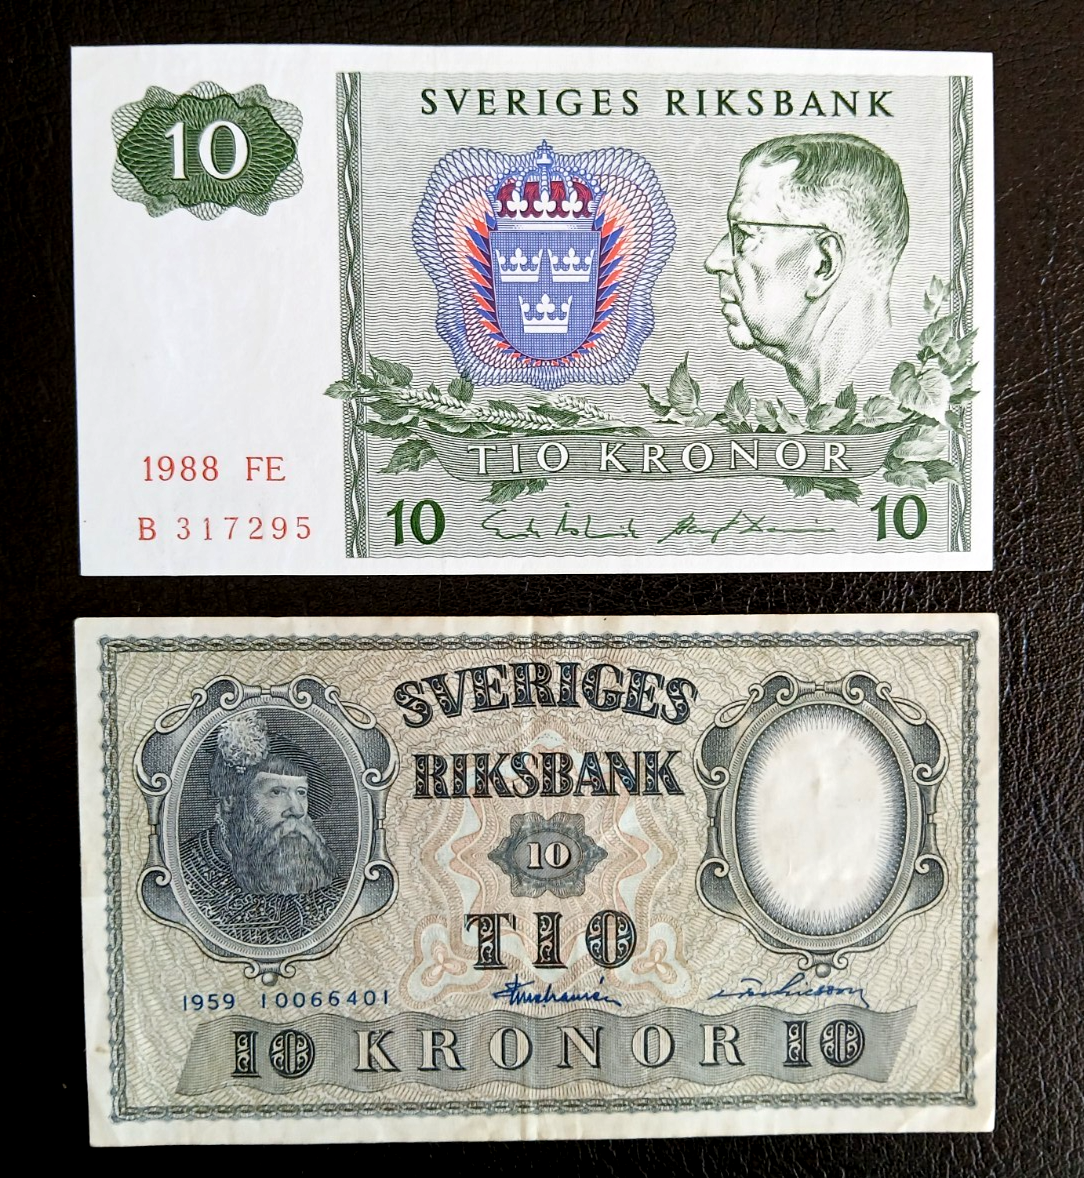 10
SVERIGES RIKSBANK
TIO KRONOR
1988 FE
B 317295
10
10
SVERIGES
RIKSBANK
10
TIO
1959 10066401
10 KRONOR 10